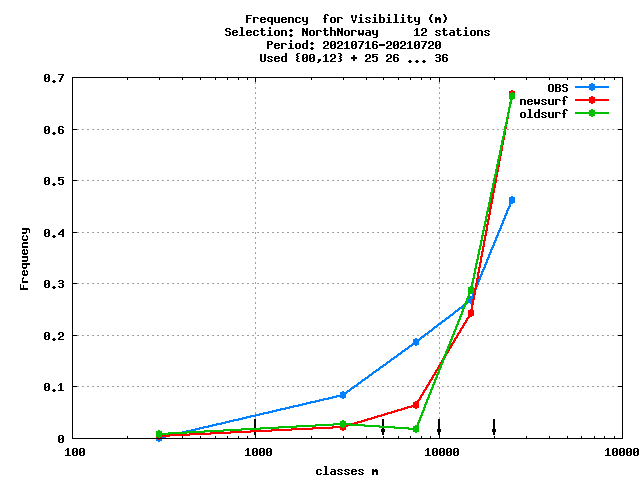 Frequency  for Visibility (m)
Selection: NorthNorway     12 stations
Period: 20210716-20210720
Used {00,12} + 25 26 ... 36
OBS
newsurf
oldsurf
0.7
0.6
0.5
0.4
0.3
0.2
0.1
0
Frequency
100
1000
10000
10000
classes m